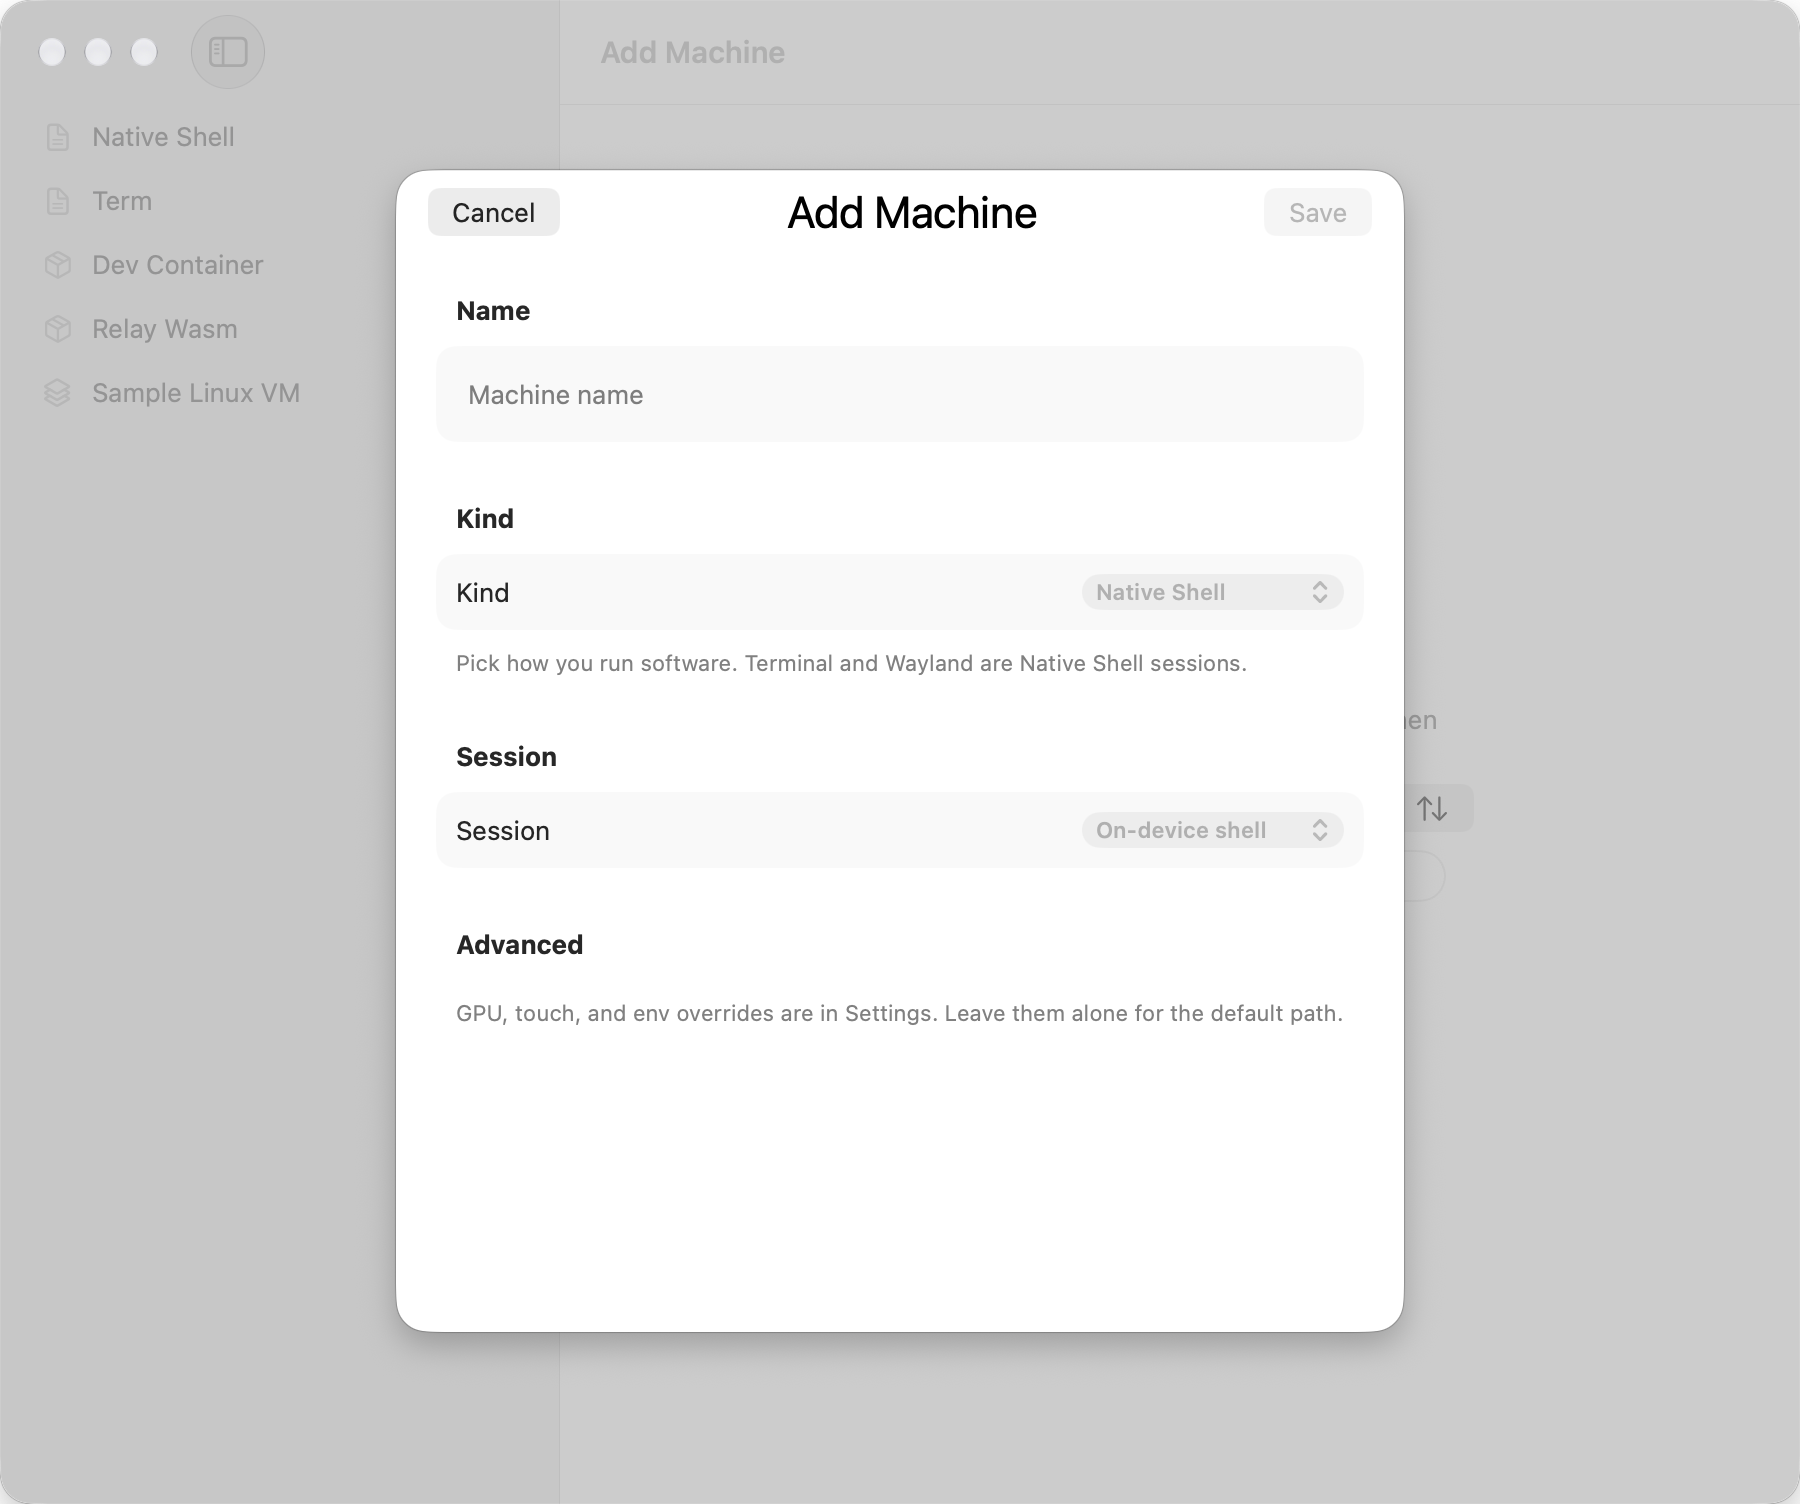 Add Machine
Native Shell
Term
Dev Container
Relay Wasm
Sample Linux VM
Cancel
Add Machine
Save
Name
Machine name
Kind
Kind
Native Shell
Pick how you run software. Terminal and Wayland are Native Shell sessions.
Session
Session
On-device shell
Advanced
GPU, touch, and env overrides are in Settings. Leave them alone for the default path.